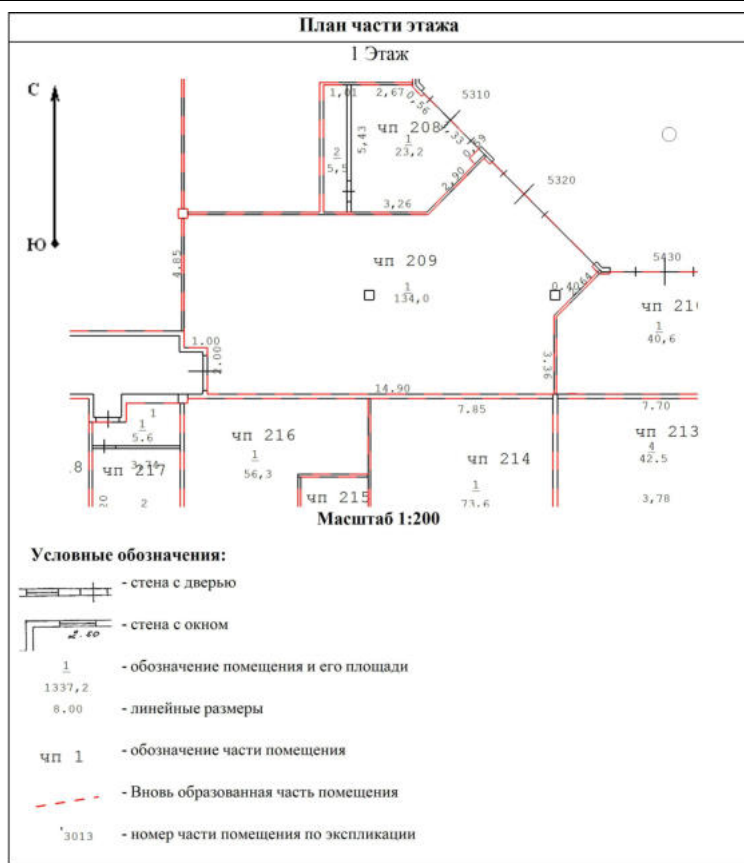 План части этажа
1 Этаж
С
Ю
1,01 2,67 0,56 5310
чп 208
1
23,2
5,43
2
5,5
2,90
5320
3,26
4.85
чп 209
1
134,0
0,40 2,64
5430
чп 21
1
40,6
1.00
2.00
3,36
14.90
7.85
7.70
1
1
5.6
чп 216
1
56,3
чп 213
4
42.5
.8
чп 217
чп 214
20
2
чп 215
1
73.6
3,78
Масштаб 1:200
Условные обозначения:
- стена с дверью
2.60
- стена с окном
1
1337,2
- обозначение помещения и его площади
8.00
- линейные размеры
чп 1
- обозначение части помещения
- Вновь образованная часть помещения
'3013
- номер части помещения по экспликации